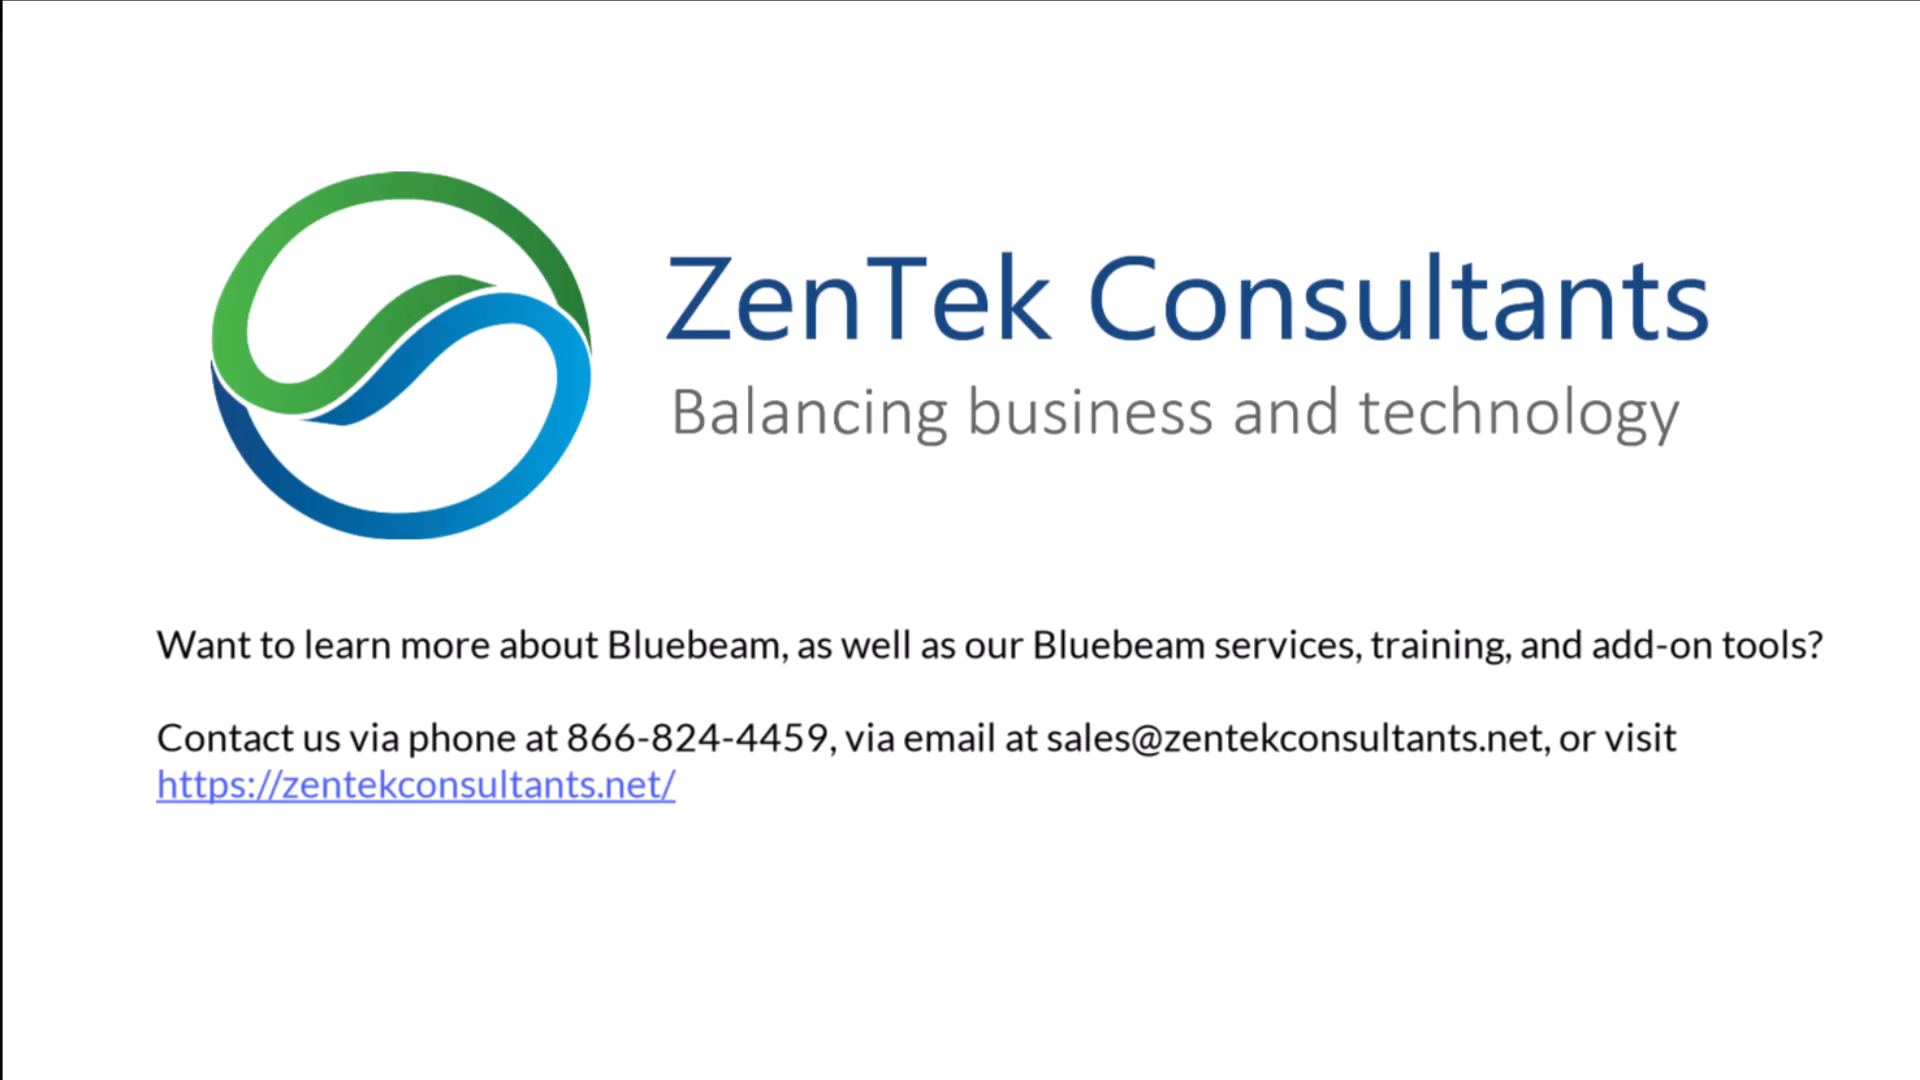 ZenTek Consultants
Balancing business and technology
Want to learn more about Bluebeam, as well as our Bluebeam services, training, and add-on tools?
Contact us via phone at 866-824-4459, via email at sales@zentekconsultants.net, or visit
https://zentekconsultants.net/